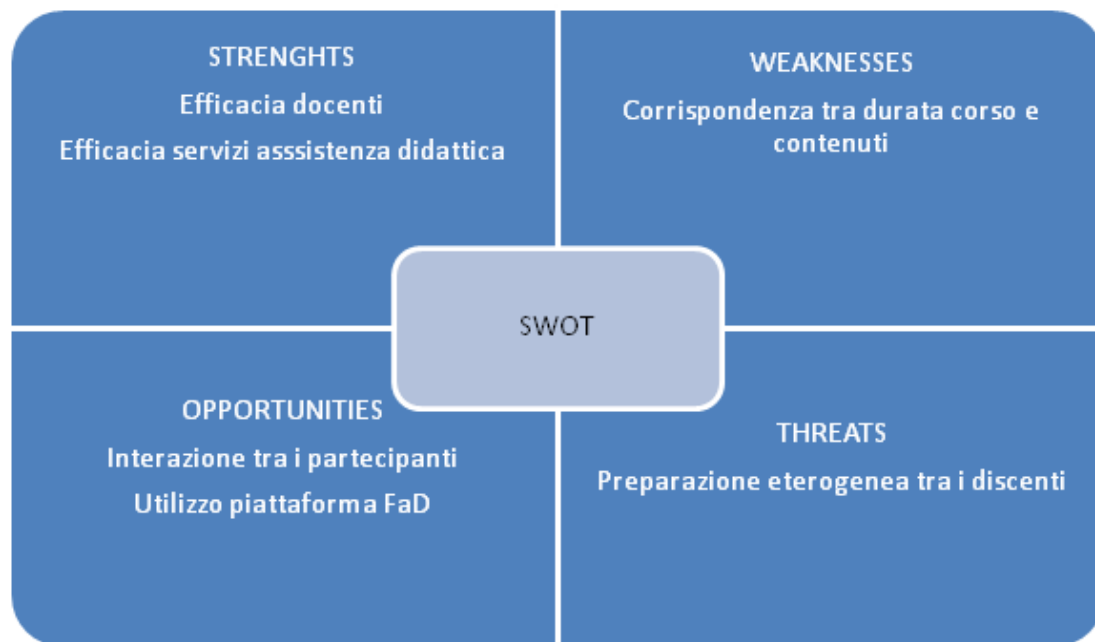 STRENGHTS
Efficacia docenti
Efficacia servizi asssistenza didattica
WEAKNESSES
Corrispondenza tra durata corso e
contenuti
SWOT
OPPORTUNITIES
Interazione tra i partecipanti
Utilizzo piattaforma FaD
THREATS
Preparazione eterogenea tra i discenti